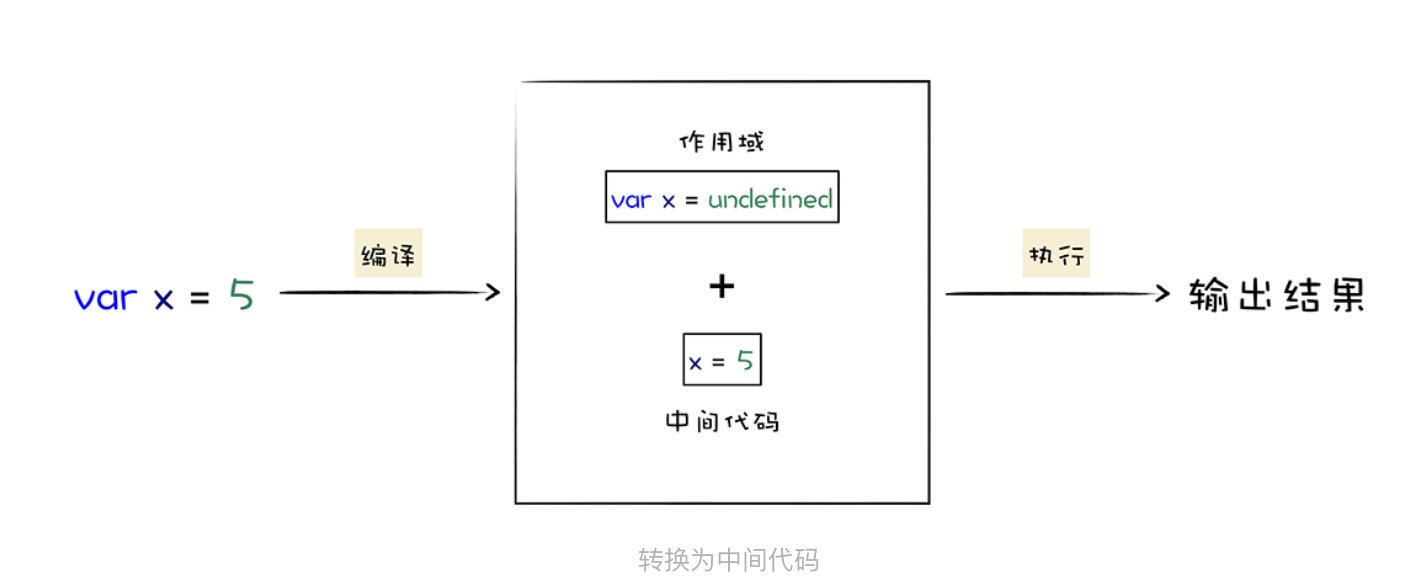 var x = 5
编译
作用域
var x = undefined
+
x = 5
中间代码
执行
输出结果
转换为中间代码